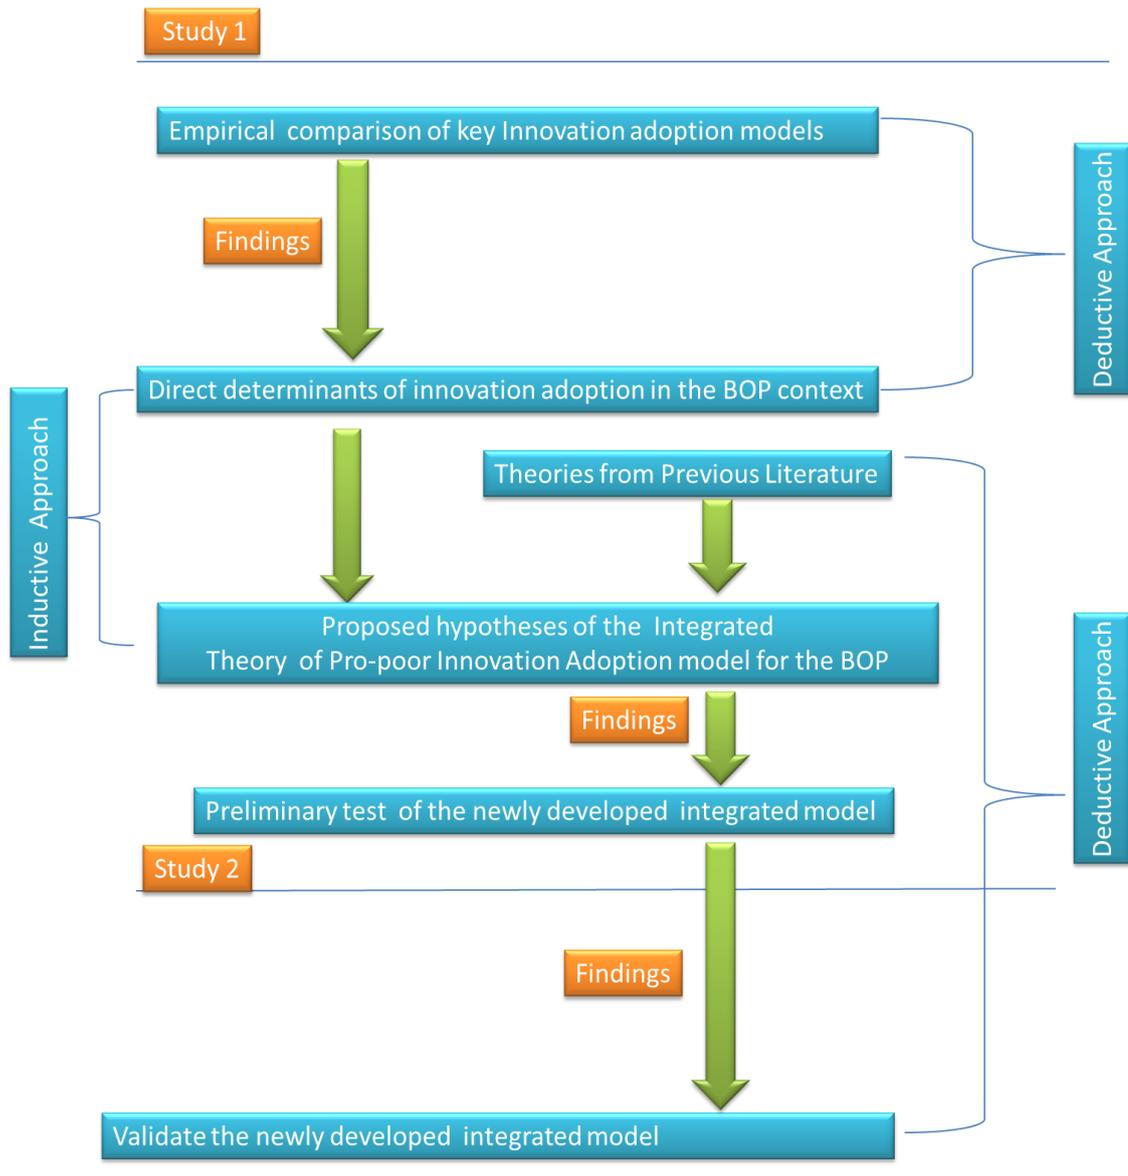 Study 1
Empirical comparison of key Innovation adoption models
Deductive Approach
Findings
Direct determinants of innovation adoption in the BOP context
Inductive Approach
Theories from Previous Literature
Proposed hypotheses of the Integrated
Theory of Pro-poor Innovation Adoption model for the BOP
Deductive Approach
Findings
Preliminary test of the newly developed integrated model
Study 2
Findings
Validate the newly developed integrated model